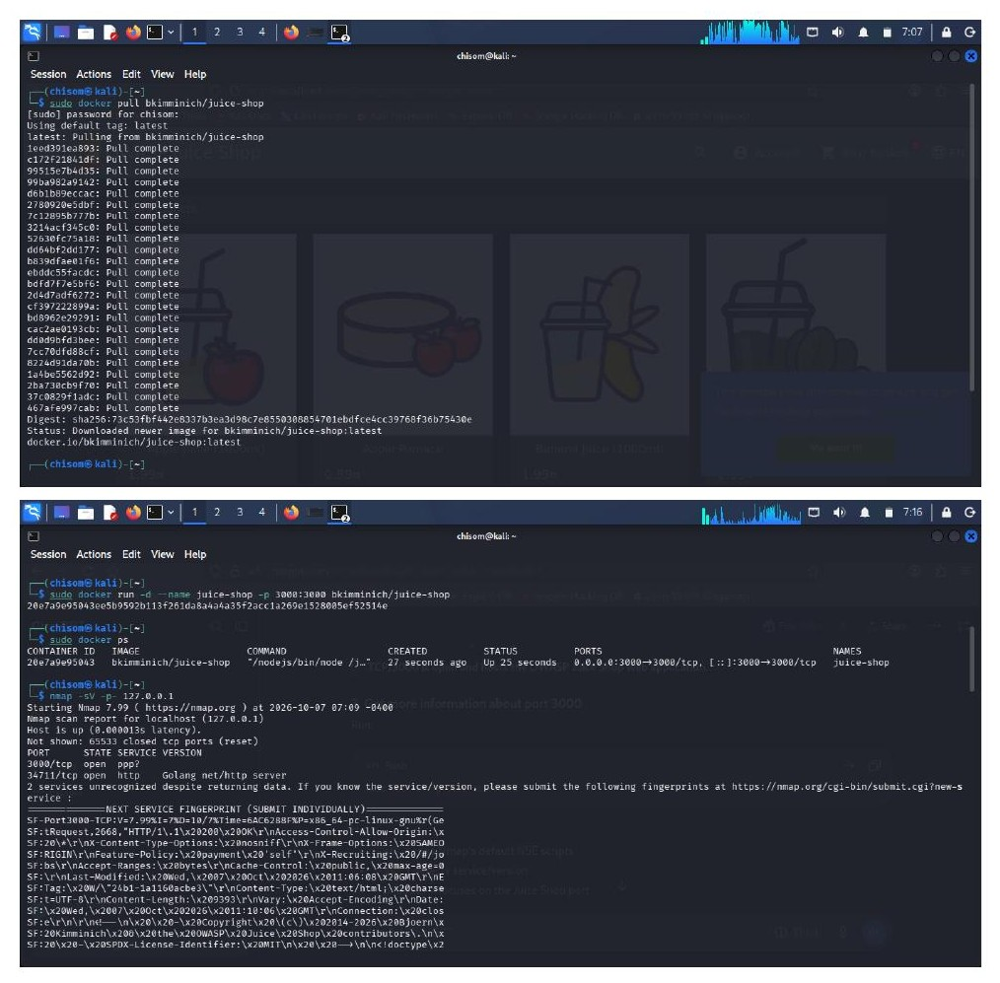 1 2 3 4 7:07
chisom@kali: ~
Session Actions Edit View Help
┌──(chisom㉿kali)-[~]
└─$ sudo docker pull bkimminich/juice-shop
[sudo] password for chisom:
Using default tag: latest
latest: Pulling from bkimminich/juice-shop
1eed391ea893: Pull complete
c172f21841df: Pull complete
99515e7b4d35: Pull complete
99ba982a9142: Pull complete
d6b1b89eccac: Pull complete
2780920e5dbf: Pull complete
7c12895b777b: Pull complete
3214acf345c0: Pull complete
52630fc75a18: Pull complete
dd64bf2dd177: Pull complete
b839dfae01f6: Pull complete
ebddc55facdc: Pull complete
bdfd7f7e5bf6: Pull complete
2d4d7adf6272: Pull complete
cf397222899a: Pull complete
bd8962e29291: Pull complete
cac2ae0193cb: Pull complete
dd0d9bfd3bee: Pull complete
7cc70dfd88cf: Pull complete
8224d91da70b: Pull complete
1a4be5562d92: Pull complete
2ba730cb9f70: Pull complete
37c0829f1adc: Pull complete
467afe997cab: Pull complete
Digest: sha256:73c53fbf442e8337b3ea3d98c7e8550308854701ebdfce4cc39768f36b75430e
Status: Downloaded newer image for bkimminich/juice-shop:latest
docker.io/bkimminich/juice-shop:latest
┌──(chisom㉿kali)-[~]
1 2 3 4 7:16
chisom@kali: ~
Session Actions Edit View Help
┌──(chisom㉿kali)-[~]
└─$ sudo docker run -d --name juice-shop -p 3000:3000 bkimminich/juice-shop
20e7a9e95043ee5b9592b113f261da8a4a4a35f2acc1a269e1528005ef52514e
┌──(chisom㉿kali)-[~]
└─$ sudo docker ps
CONTAINER ID IMAGE COMMAND CREATED STATUS PORTS NAMES
20e7a9e95043 bkimminich/juice-shop "/nodejs/bin/node /j…" 27 seconds ago Up 25 seconds 0.0.0.0:3000→3000/tcp, [::]:3000→3000/tcp juice-shop
┌──(chisom㉿kali)-[~]
└─$ nmap -sV -p- 127.0.0.1
Starting Nmap 7.99 ( https://nmap.org ) at 2026-10-07 07:09 -0400
Nmap scan report for localhost (127.0.0.1)
Host is up (0.000013s latency).
Not shown: 65533 closed tcp ports (reset)
PORT STATE SERVICE VERSION
3000/tcp open ppp?
34711/tcp open http Golang net/http server
2 services unrecognized despite returning data. If you know the service/version, please submit the following fingerprints at https://nmap.org/cgi-bin/submit.cgi?new-s
ervice :
==============NEXT SERVICE FINGERPRINT (SUBMIT INDIVIDUALLY)==============
SF-Port3000-TCP:V=7.99%I=7%D=10/7%Time=6AC6288F%P=x86_64-pc-linux-gnu%r(Ge
SF:tRequest,2668,"HTTP/1\.1\x20200\x20OK\r\nAccess-Control-Allow-Origin:\x
SF:20\*\r\nX-Content-Type-Options:\x20nosniff\r\nX-Frame-Options:\x20SAMEO
SF:RIGIN\r\nFeature-Policy:\x20payment\x20'self'\r\nX-Recruiting:\x20/#/jo
SF:bs\r\nAccept-Ranges:\x20bytes\r\nCache-Control:\x20public,\x20max-age=0
SF:\r\nLast-Modified:\x20Wed,\x2007\x20Oct\x202026\x2011:06:08\x20GMT\r\nE
SF:Tag:\x20W/\"24b1-1a1160acbe3\"\r\nContent-Type:\x20text/html;\x20charse
SF:t=UTF-8\r\nContent-Length:\x209393\r\nVary:\x20Accept-Encoding\r\nDate:
SF:\x20Wed,\x2007\x20Oct\x202026\x2011:10:06\x20GMT\r\nConnection:\x20clos
SF:e\r\n\r\n<!--\n\x20\x20-\x20Copyright\x20\(c\)\x202014-2026\x20Bjoern\x
SF:20Kimminich\x20&\x20the\x20OWASP\x20Juice\x20Shop\x20contributors\.\n\x
SF:20\x20-\x20SPDX-License-Identifier:\x20MIT\n\x20\x20-->\n\n<!doctype\x2